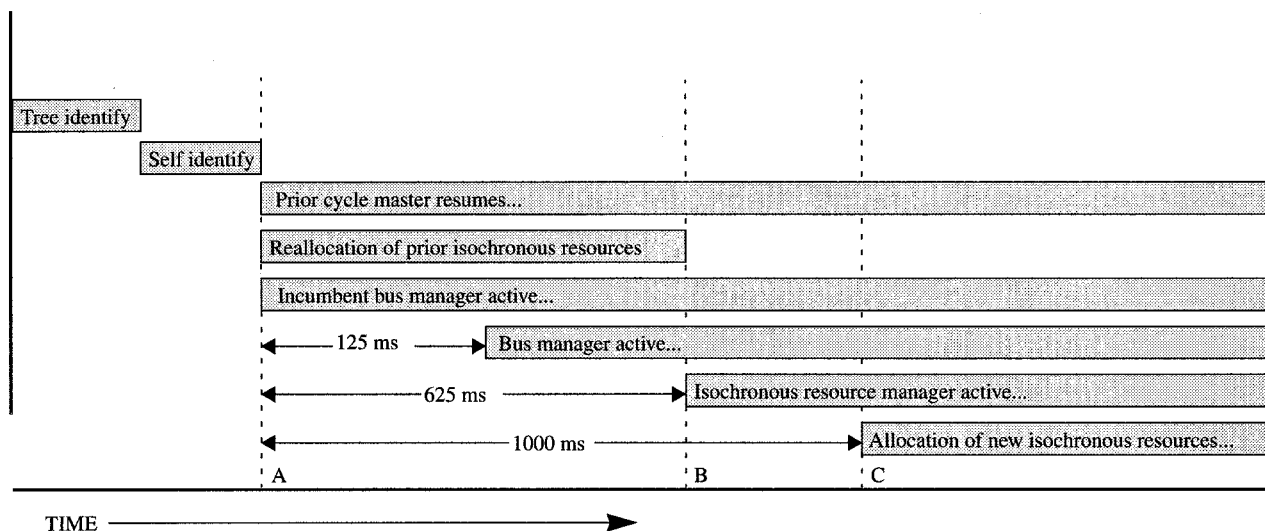 Tree identify
Self identify
Prior cycle master resumes...
Reallocation of prior isochronous resources
Incumbent bus manager active...
125 ms
Bus manager active...
625 ms
Isochronous resource manager active...
1000 ms
Allocation of new isochronous resources...
A
B
C
TIME